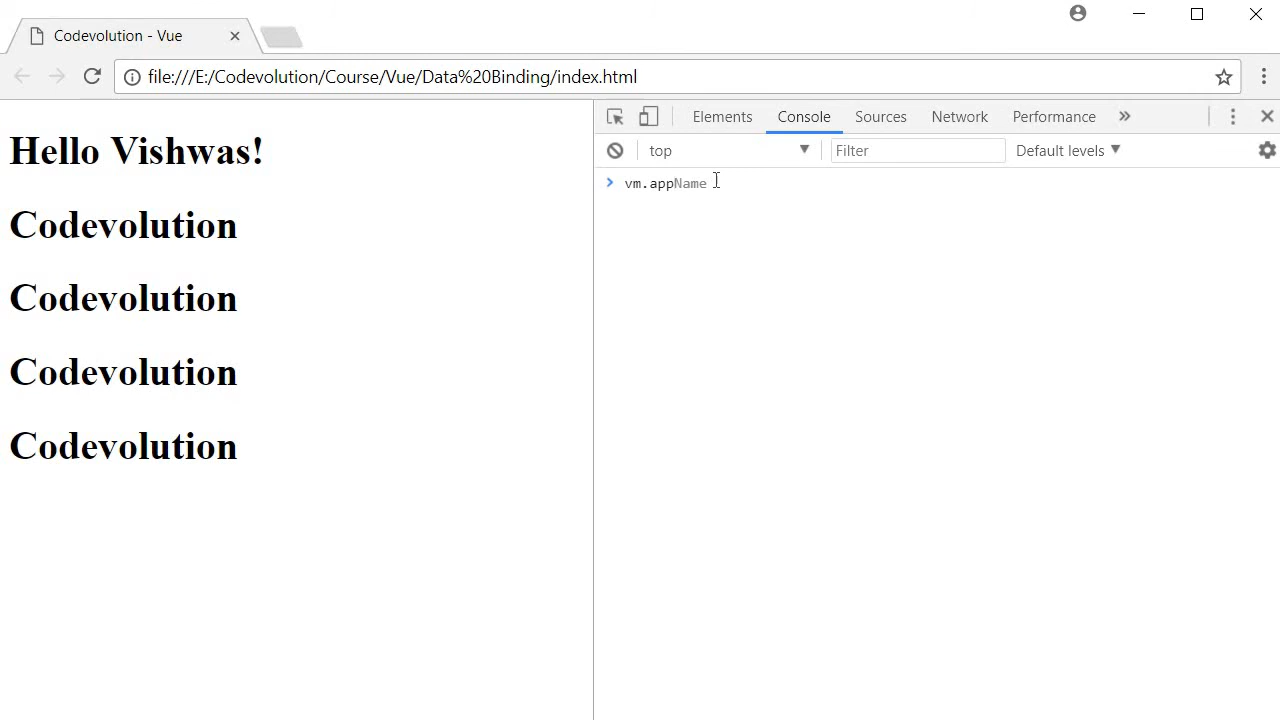 Codevolution - Vue
file:///E:/Codevolution/Course/Vue/Data%20Binding/index.html
Hello Vishwas!
Codevolution
Codevolution
Codevolution
Codevolution
Elements Console Sources Network Performance »
top Filter Default levels
> vm.appName